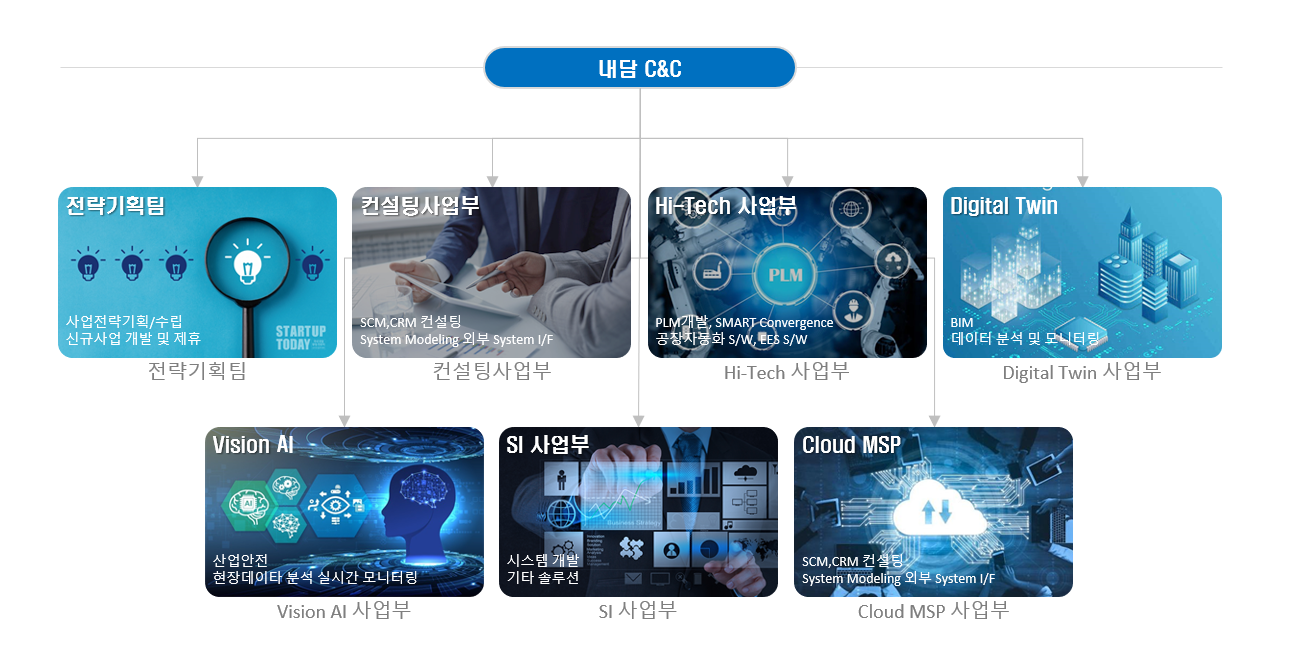 내담 C&C
전략기획팀
STARTUP
TODAY
사업전략기획/수립
신규사업 개발 및 제휴
전략기획팀
컨설팅사업부
SCM,CRM 컨설팅
System Modeling 외부 System I/F
컨설팅사업부
Hi-Tech 사업부
PLM
PLM개발, SMART Convergence
공장자동화 S/W, EES S/W
Hi-Tech 사업부
Digital Twin
BIM
데이터 분석 및 모니터링
Digital Twin 사업부
Vision AI
AI
산업안전
현장데이타 분석 실시간 모니터링
Vision AI 사업부
SI 사업부
Business Strategy
시스템 개발
기타 솔루션
SI 사업부
Cloud MSP
SCM,CRM 컨설팅
System Modeling 외부 System I/F
Cloud MSP 사업부